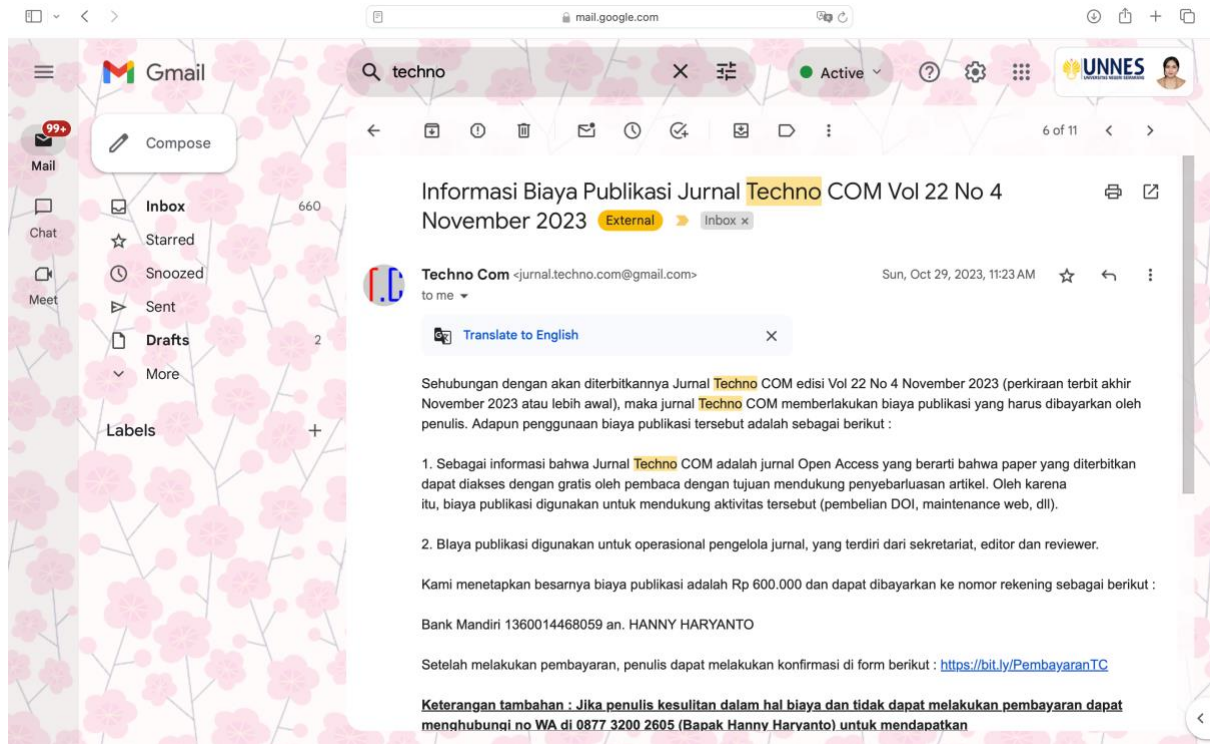 mail.google.com
Gmail
techno
Active
UNNES
UNIVERSITAS NEGERI SEMARANG
99+
Mail
Chat
Meet
Compose
Inbox 660
Starred
Snoozed
Sent
Drafts 2
More
Labels
6 of 11
Informasi Biaya Publikasi Jurnal Techno COM Vol 22 No 4
November 2023 External Inbox x
Techno Com <jurnal.techno.com@gmail.com> Sun, Oct 29, 2023, 11:23 AM
to me
Translate to English
Sehubungan dengan akan diterbitkannya Jurnal Techno COM edisi Vol 22 No 4 November 2023 (perkiraan terbit akhir
November 2023 atau lebih awal), maka jurnal Techno COM memberlakukan biaya publikasi yang harus dibayarkan oleh
penulis. Adapun penggunaan biaya publikasi tersebut adalah sebagai berikut :
1. Sebagai informasi bahwa Jurnal Techno COM adalah jurnal Open Access yang berarti bahwa paper yang diterbitkan
dapat diakses dengan gratis oleh pembaca dengan tujuan mendukung penyebarluasan artikel. Oleh karena
itu, biaya publikasi digunakan untuk mendukung aktivitas tersebut (pembelian DOI, maintenance web, dll).
2. BIaya publikasi digunakan untuk operasional pengelola jurnal, yang terdiri dari sekretariat, editor dan reviewer.
Kami menetapkan besarnya biaya publikasi adalah Rp 600.000 dan dapat dibayarkan ke nomor rekening sebagai berikut :
Bank Mandiri 1360014468059 an. HANNY HARYANTO
Setelah melakukan pembayaran, penulis dapat melakukan konfirmasi di form berikut : https://bit.ly/PembayaranTC
Keterangan tambahan : Jika penulis kesulitan dalam hal biaya dan tidak dapat melakukan pembayaran dapat
menghubungi no WA di 0877 3200 2605 (Bapak Hanny Haryanto) untuk mendapatkan